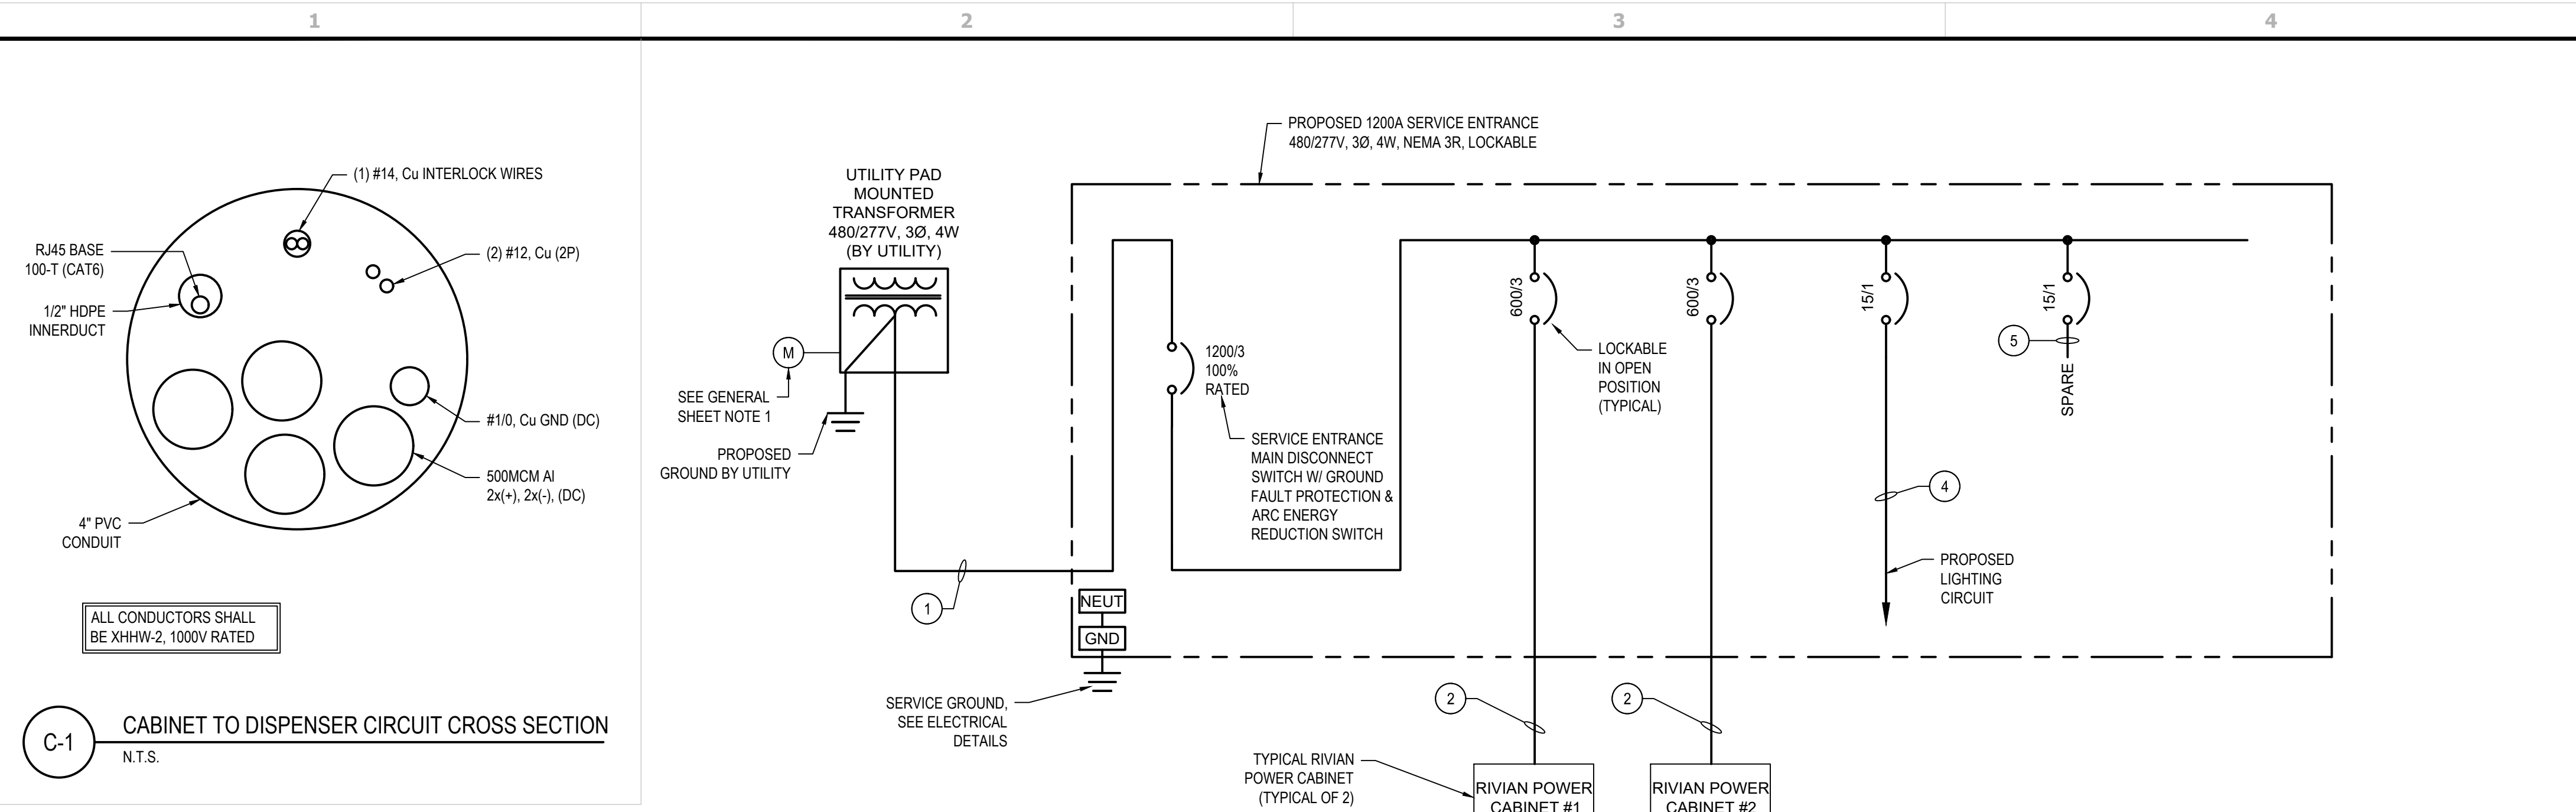 1
2
3
4
(1) #14, Cu INTERLOCK WIRES
RJ45 BASE
100-T (CAT6)
(2) #12, Cu (2P)
1/2" HDPE
INNERDUCT
#1/0, Cu GND (DC)
500MCM Al
2x(+), 2x(-), (DC)
4" PVC
CONDUIT
ALL CONDUCTORS SHALL
BE XHHW-2, 1000V RATED
C-1
CABINET TO DISPENSER CIRCUIT CROSS SECTION
N.T.S.
UTILITY PAD
MOUNTED
TRANSFORMER
480/277V, 3Ø, 4W
(BY UTILITY)
M
SEE GENERAL
SHEET NOTE 1
PROPOSED
GROUND BY UTILITY
1
PROPOSED 1200A SERVICE ENTRANCE
480/277V, 3Ø, 4W, NEMA 3R, LOCKABLE
1200/3
100%
RATED
SERVICE ENTRANCE
MAIN DISCONNECT
SWITCH W/ GROUND
FAULT PROTECTION &
ARC ENERGY
REDUCTION SWITCH
NEUT
GND
SERVICE GROUND,
SEE ELECTRICAL
DETAILS
600/3
LOCKABLE
IN OPEN
POSITION
(TYPICAL)
600/3
15/1
15/1
5
SPARE
4
PROPOSED
LIGHTING
CIRCUIT
2
2
TYPICAL RIVIAN
POWER CABINET
(TYPICAL OF 2)
RIVIAN POWER
CABINET #1
RIVIAN POWER
CABINET #2